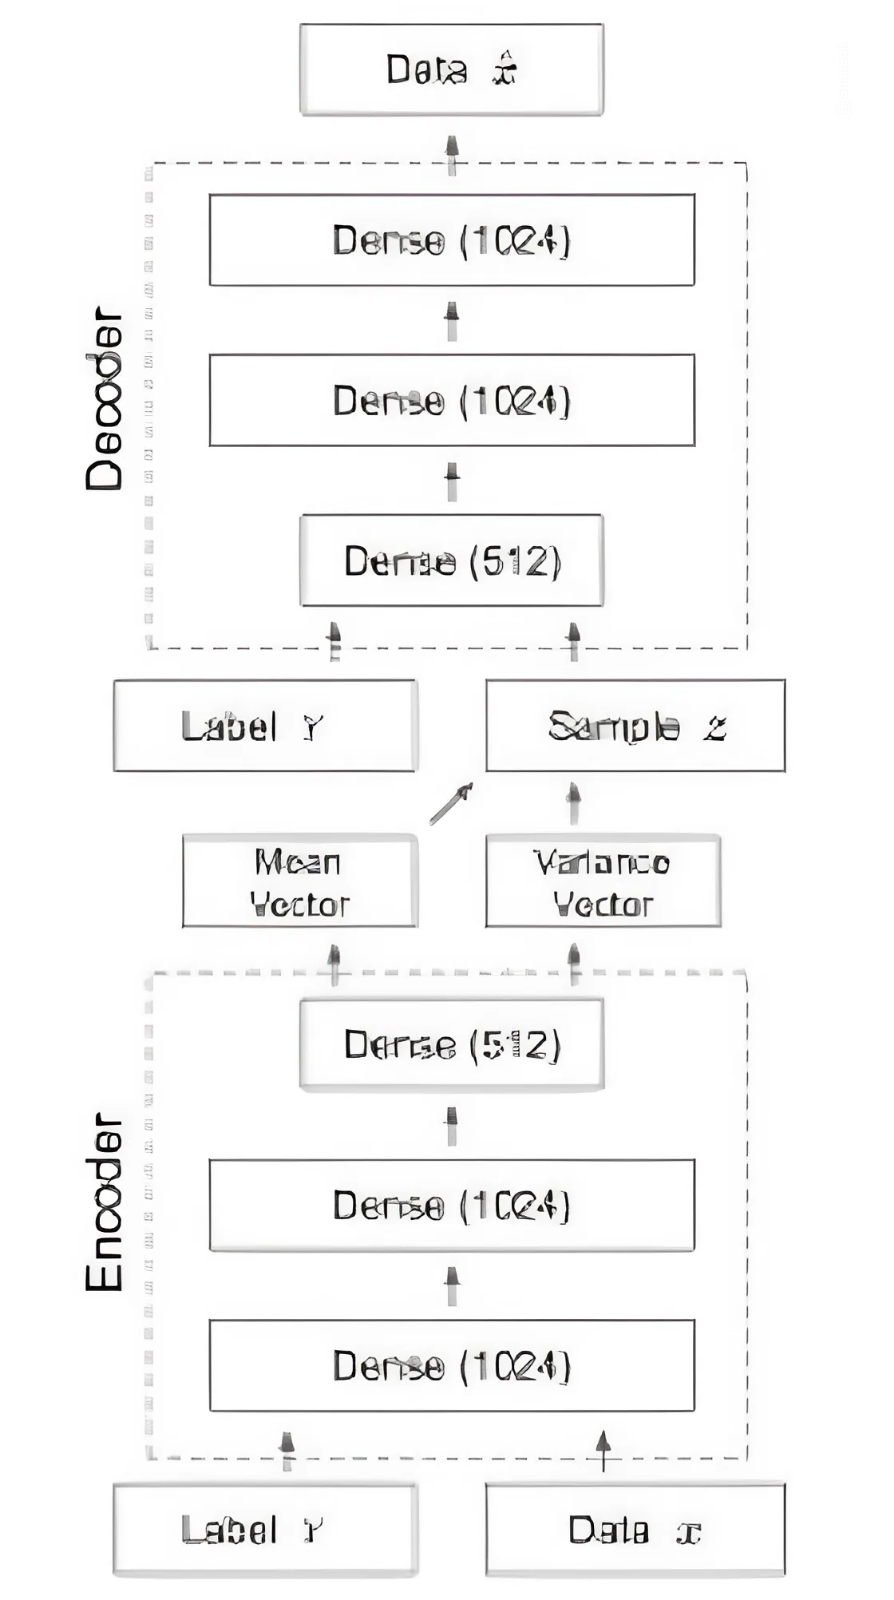 Data x̂
Decoder
Dense (1024)
Dense (1024)
Dense (512)
Label Y
Sample z
Mean
Vector
Variance
Vector
Encoder
Dense (512)
Dense (1024)
Dense (1024)
Label Y
Data x